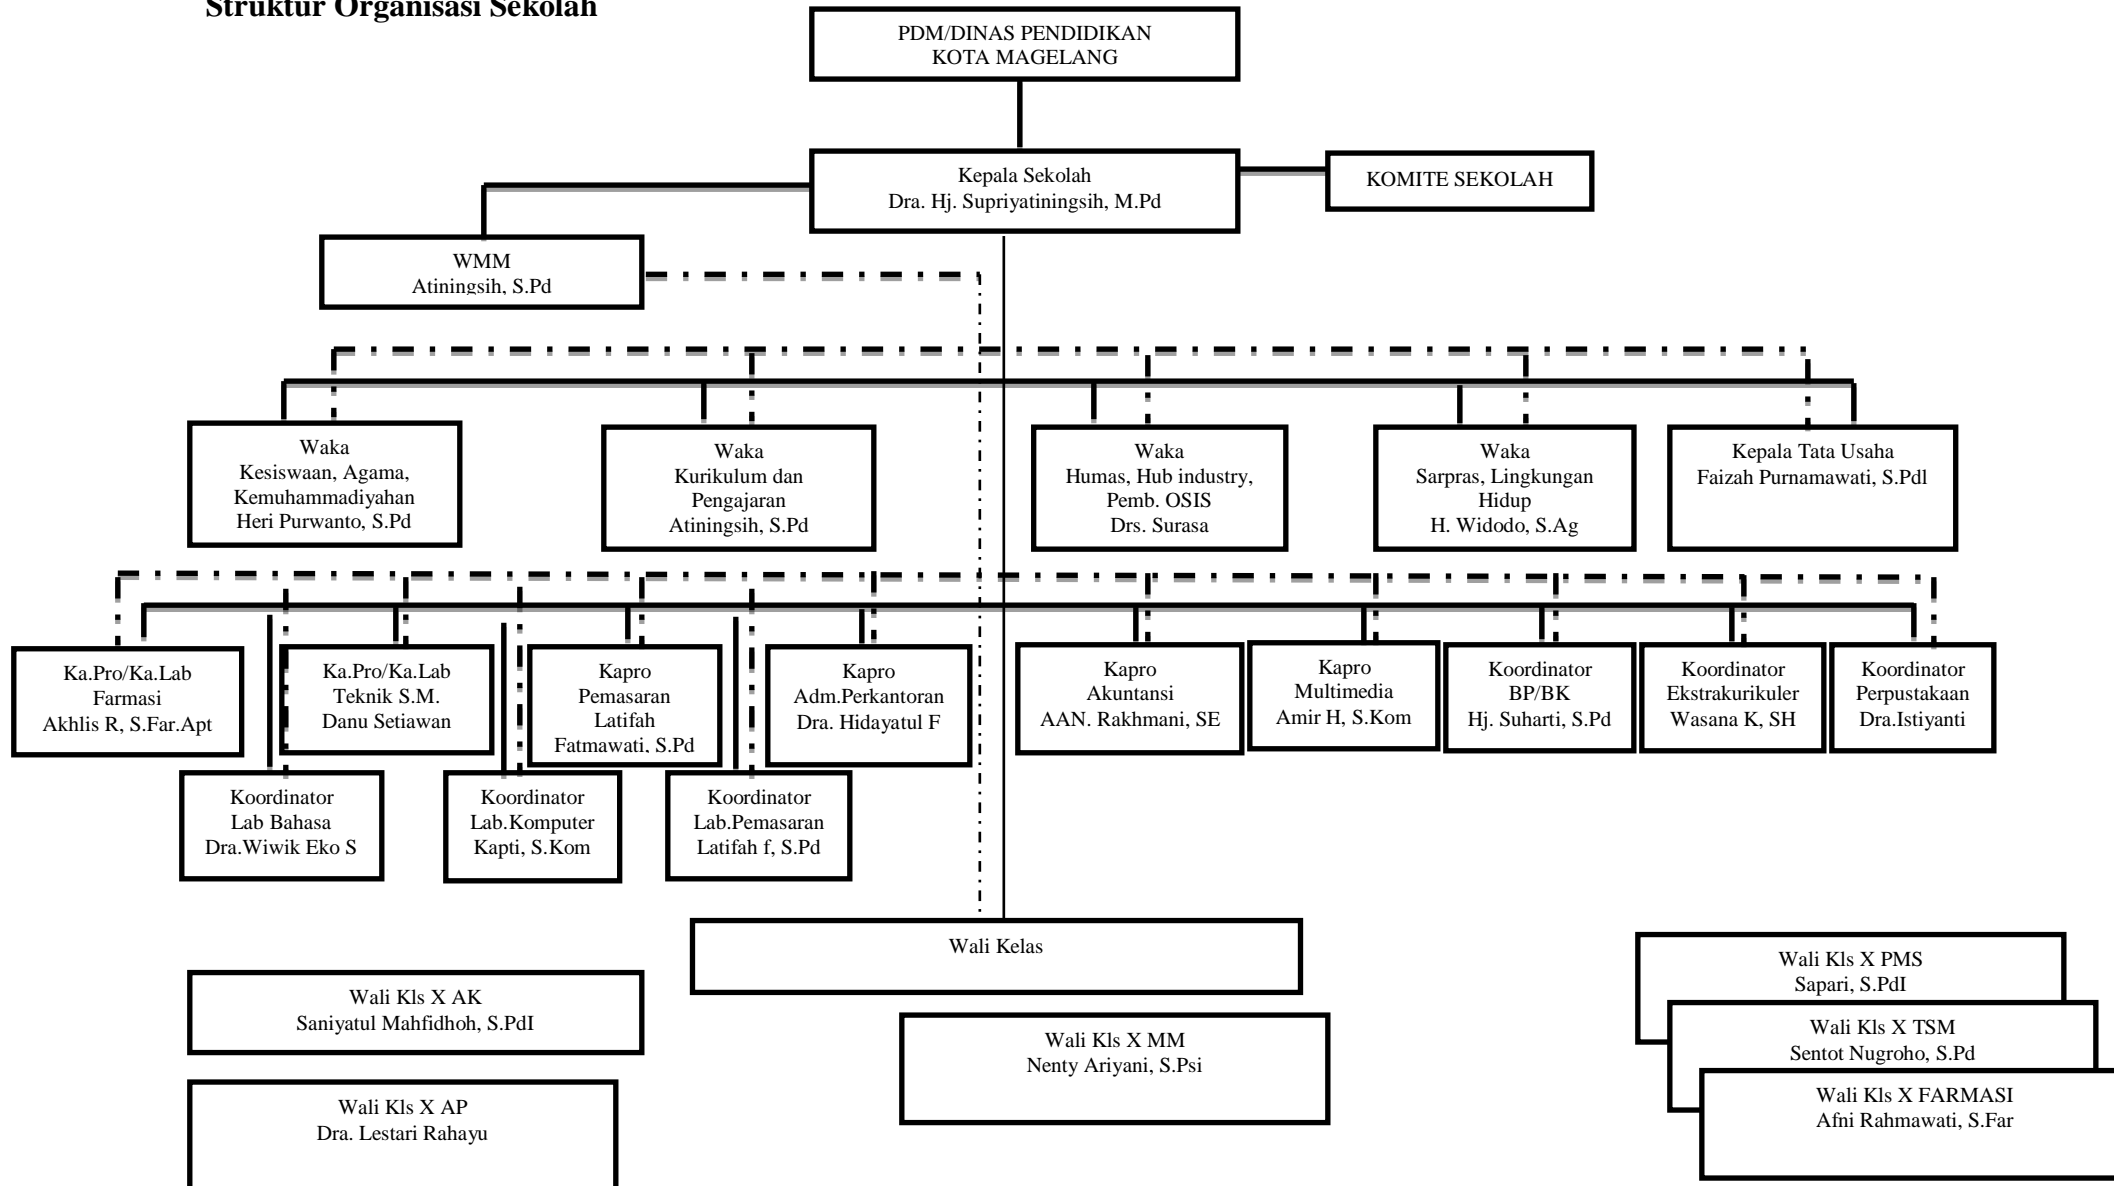 Struktur Organisasi Sekolah
PDM/DINAS PENDIDIKAN
KOTA MAGELANG
Kepala Sekolah
Dra. Hj. Supriyatiningsih, M.Pd
KOMITE SEKOLAH
WMM
Atiningsih, S.Pd
Waka
Kesiswaan, Agama,
Kemuhammadiyahan
Heri Purwanto, S.Pd
Waka
Kurikulum dan
Pengajaran
Atiningsih, S.Pd
Waka
Humas, Hub industry,
Pemb. OSIS
Drs. Surasa
Waka
Sarpras, Lingkungan
Hidup
H. Widodo, S.Ag
Kepala Tata Usaha
Faizah Purnamawati, S.Pdl
Ka.Pro/Ka.Lab
Farmasi
Akhlis R, S.Far.Apt
Ka.Pro/Ka.Lab
Teknik S.M.
Danu Setiawan
Kapro
Pemasaran
Latifah
Fatmawati, S.Pd
Kapro
Adm.Perkantoran
Dra. Hidayatul F
Kapro
Akuntansi
AAN. Rakhmani, SE
Kapro
Multimedia
Amir H, S.Kom
Koordinator
BP/BK
Hj. Suharti, S.Pd
Koordinator
Ekstrakurikuler
Wasana K, SH
Koordinator
Perpustakaan
Dra.Istiyanti
Koordinator
Lab Bahasa
Dra.Wiwik Eko S
Koordinator
Lab.Komputer
Kapti, S.Kom
Koordinator
Lab.Pemasaran
Latifah f, S.Pd
Wali Kelas
Wali Kls X AK
Saniyatul Mahfidhoh, S.PdI
Wali Kls X AP
Dra. Lestari Rahayu
Wali Kls X MM
Nenty Ariyani, S.Psi
Wali Kls X PMS
Sapari, S.PdI
Wali Kls X TSM
Sentot Nugroho, S.Pd
Wali Kls X FARMASI
Afni Rahmawati, S.Far